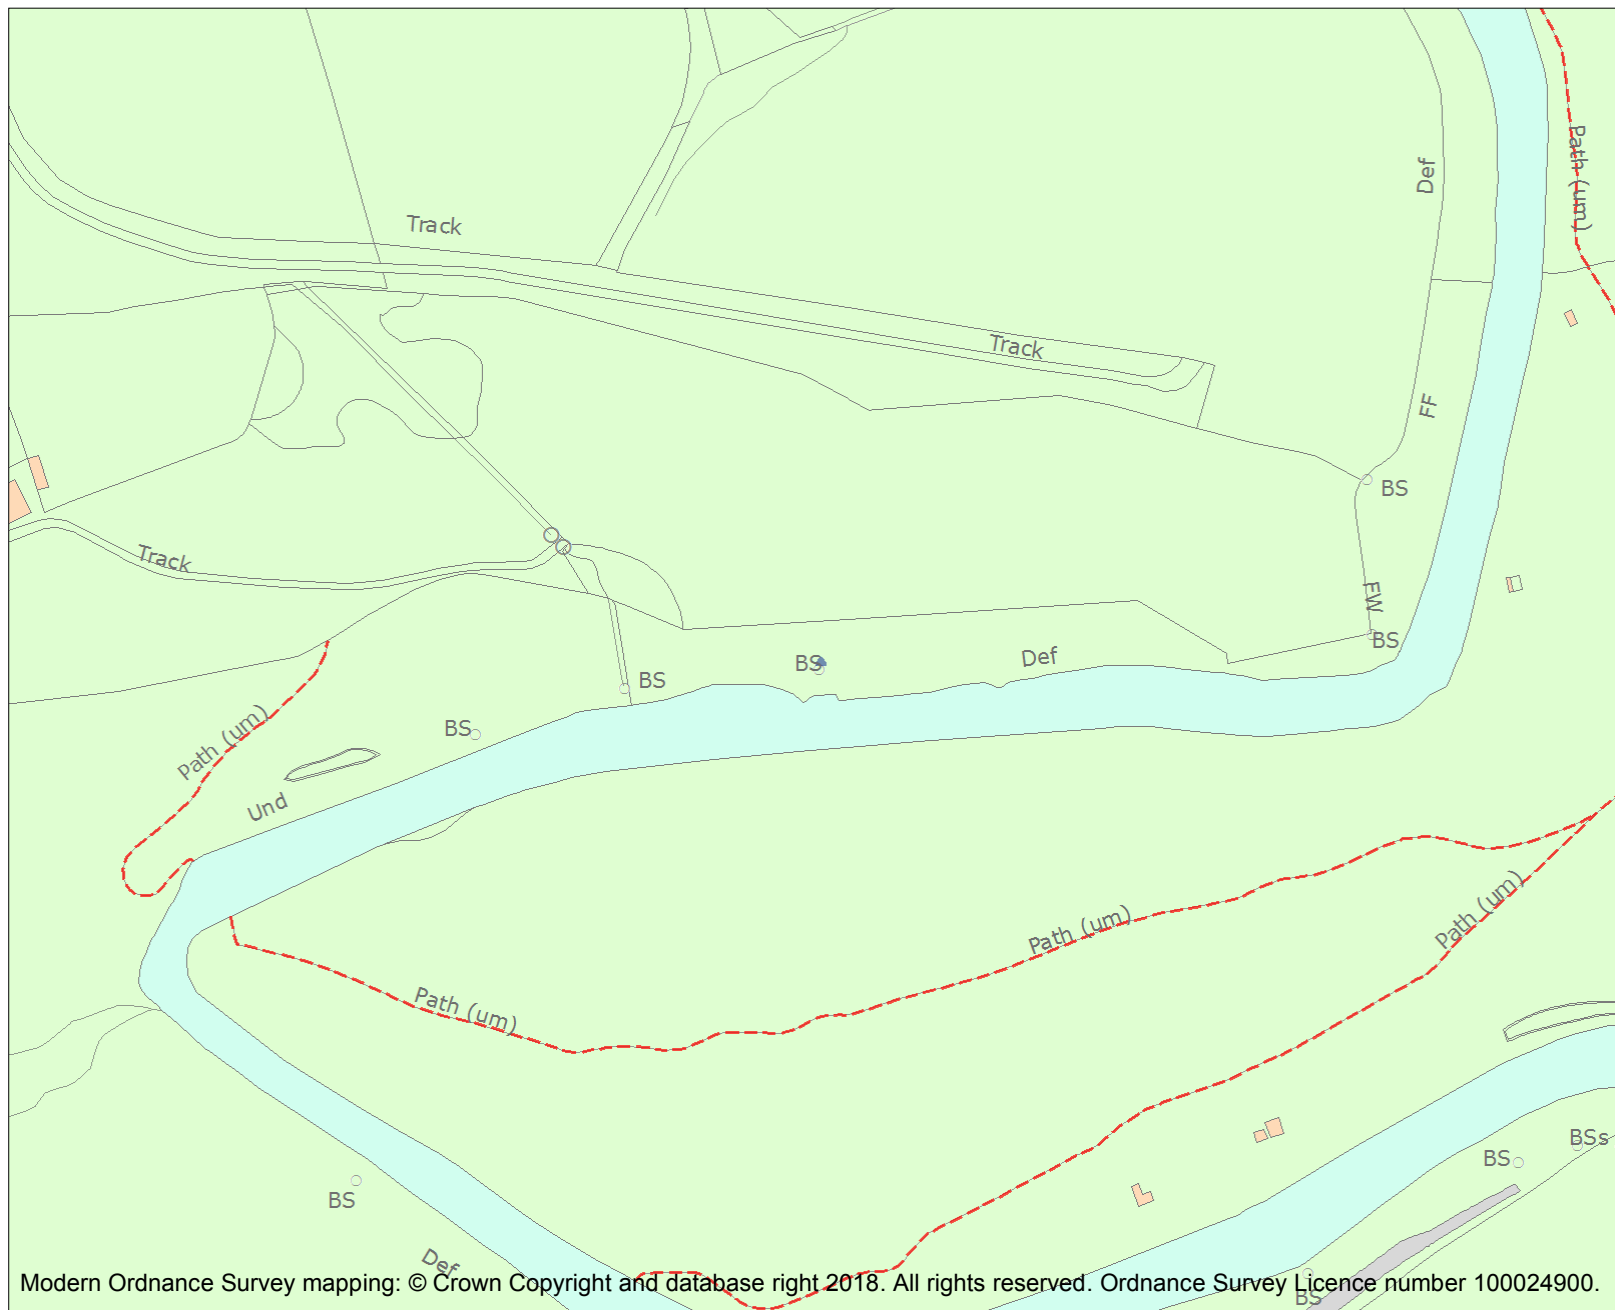 Path (um)
Def
Track
Track
FF
BS
Track
FW
BS
BS
Def
BS
BS
Path (um)
Und
Path (um)
Path (um)
Path (um)
BSs
BS
BS
Def
BS
Modern Ordnance Survey mapping: © Crown Copyright and database right 2018. All rights reserved. Ordnance Survey Licence number 100024900.